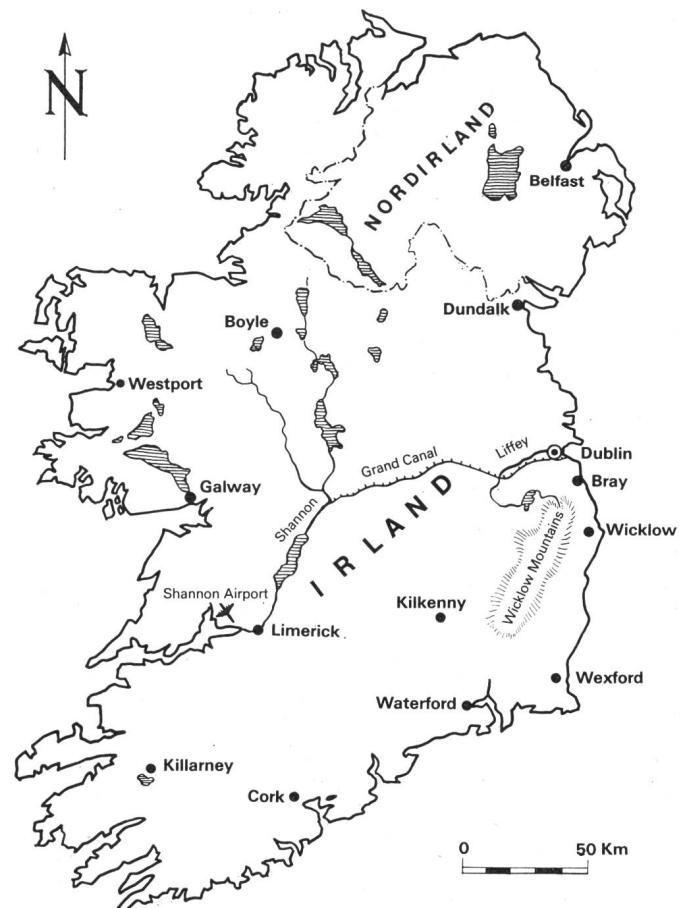 N
NORDIRLAND
Belfast
Dundalk
Boyle
Westport
Galway
Grand Canal
Liffey
Dublin
Bray
Shannon
IRLAND
Wicklow
Wicklow Mountains
Shannon Airport
Kilkenny
Limerick
Wexford
Waterford
Killarney
Cork
0 50 Km